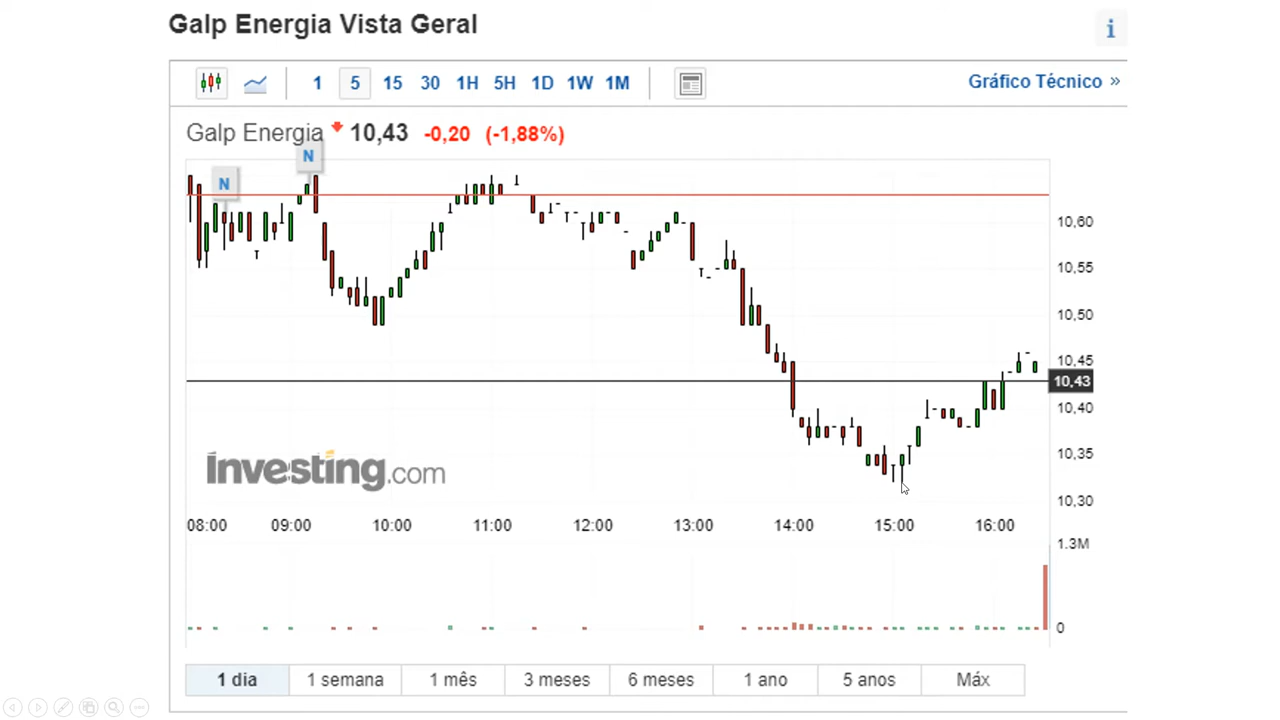 Galp Energia Vista Geral
i
1 5 15 30 1H 5H 1D 1W 1M
Gráfico Técnico »
Galp Energia 10,43 -0,20 (-1,88%)
N
N
10,60
10,55
10,50
10,45
10,43
10,40
10,35
10,30
Investing.com
08:00 09:00 10:00 11:00 12:00 13:00 14:00 15:00 16:00
1.3M
0
1 dia 1 semana 1 mês 3 meses 6 meses 1 ano 5 anos Máx